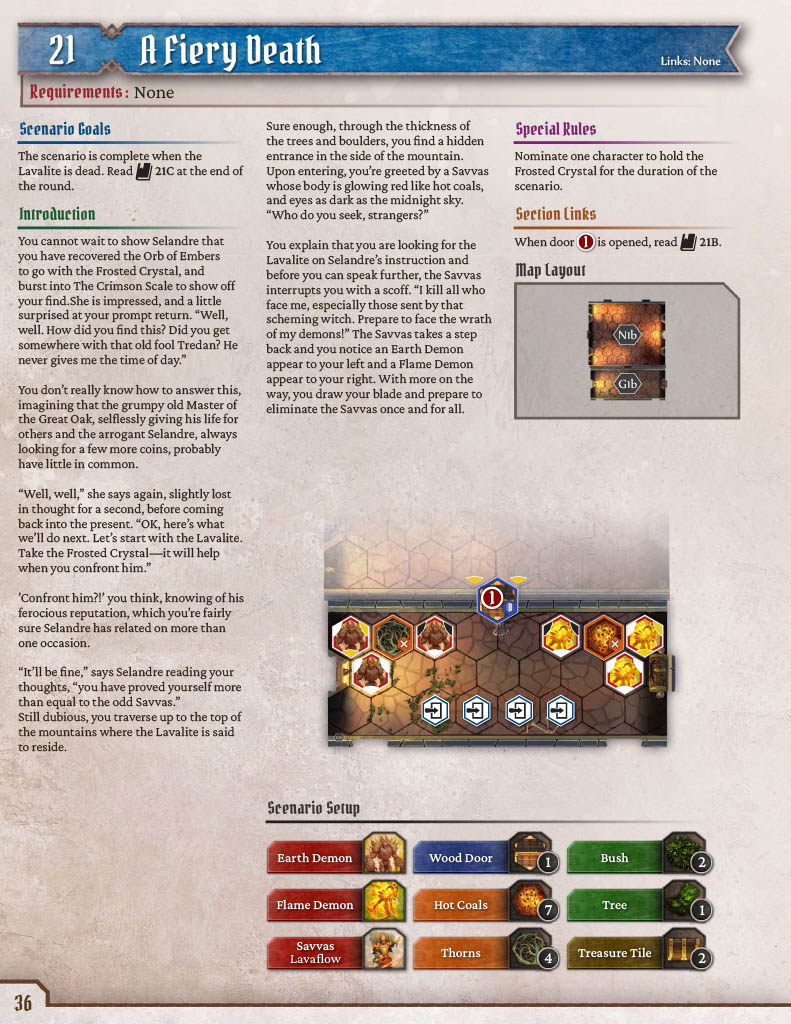 21
A Fiery Death
Links: None
Requirements: None
Scenario Goals
The scenario is complete when the
Lavalite is dead. Read 21C at the end of
the round.
Introduction
You cannot wait to show Selandre that
you have recovered the Orb of Embers
to go with the Frosted Crystal, and
burst into The Crimson Scale to show off
your find.She is impressed, and a little
surprised at your prompt return. “Well,
well. How did you find this? Did you get
somewhere with that old fool Tredan? He
never gives me the time of day.”
You don’t really know how to answer this,
imagining that the grumpy old Master of
the Great Oak, selflessly giving his life for
others and the arrogant Selandre, always
looking for a few more coins, probably
have little in common.
“Well, well,” she says again, slightly lost
in thought for a second, before coming
back into the present. “OK, here’s what
we’ll do next. Let’s start with the Lavalite.
Take the Frosted Crystal—it will help
when you confront him.”
’Confront him?!’ you think, knowing of his
ferocious reputation, which you’re fairly
sure Selandre has related on more than
one occasion.
“It’ll be fine,” says Selandre reading your
thoughts, “you have proved yourself more
than equal to the odd Savvas.”
Still dubious, you traverse up to the top of
the mountains where the Lavalite is said
to reside.
Sure enough, through the thickness of
the trees and boulders, you find a hidden
entrance in the side of the mountain.
Upon entering, you’re greeted by a Savvas
whose body is glowing red like hot coals,
and eyes as dark as the midnight sky.
“Who do you seek, strangers?”
You explain that you are looking for the
Lavalite on Selandre’s instruction and
before you can speak further, the Savvas
interrupts you with a scoff. “I kill all who
face me, especially those sent by that
scheming witch. Prepare to face the wrath
of my demons!” The Savvas takes a step
back and you notice an Earth Demon
appear to your left and a Flame Demon
appear to your right. With more on the
way, you draw your blade and prepare to
eliminate the Savvas once and for all.
Special Rules
Nominate one character to hold the
Frosted Crystal for the duration of the
scenario.
Section Links
When door 1 is opened, read 21B.
Map Layout
N1b
G1b
1
Scenario Setup
Earth Demon
Wood Door 1
Bush 2
Flame Demon
Hot Coals 7
Tree 1
Savvas
Lavaflow
Thorns 4
Treasure Tile 2
36